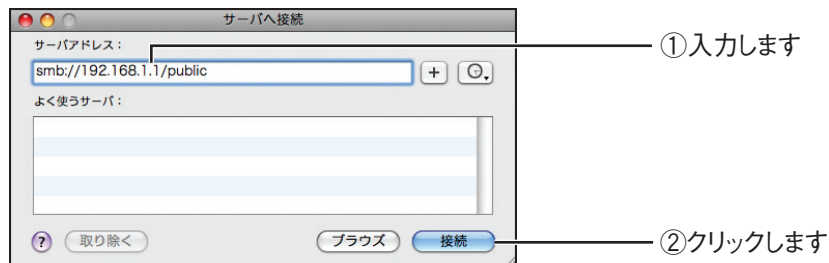 サーバへ接続
サーバアドレス：
①入力します
smb://192.168.1.1/public
+
よく使うサーバ：
?
取り除く
ブラウズ
接続
②クリックします